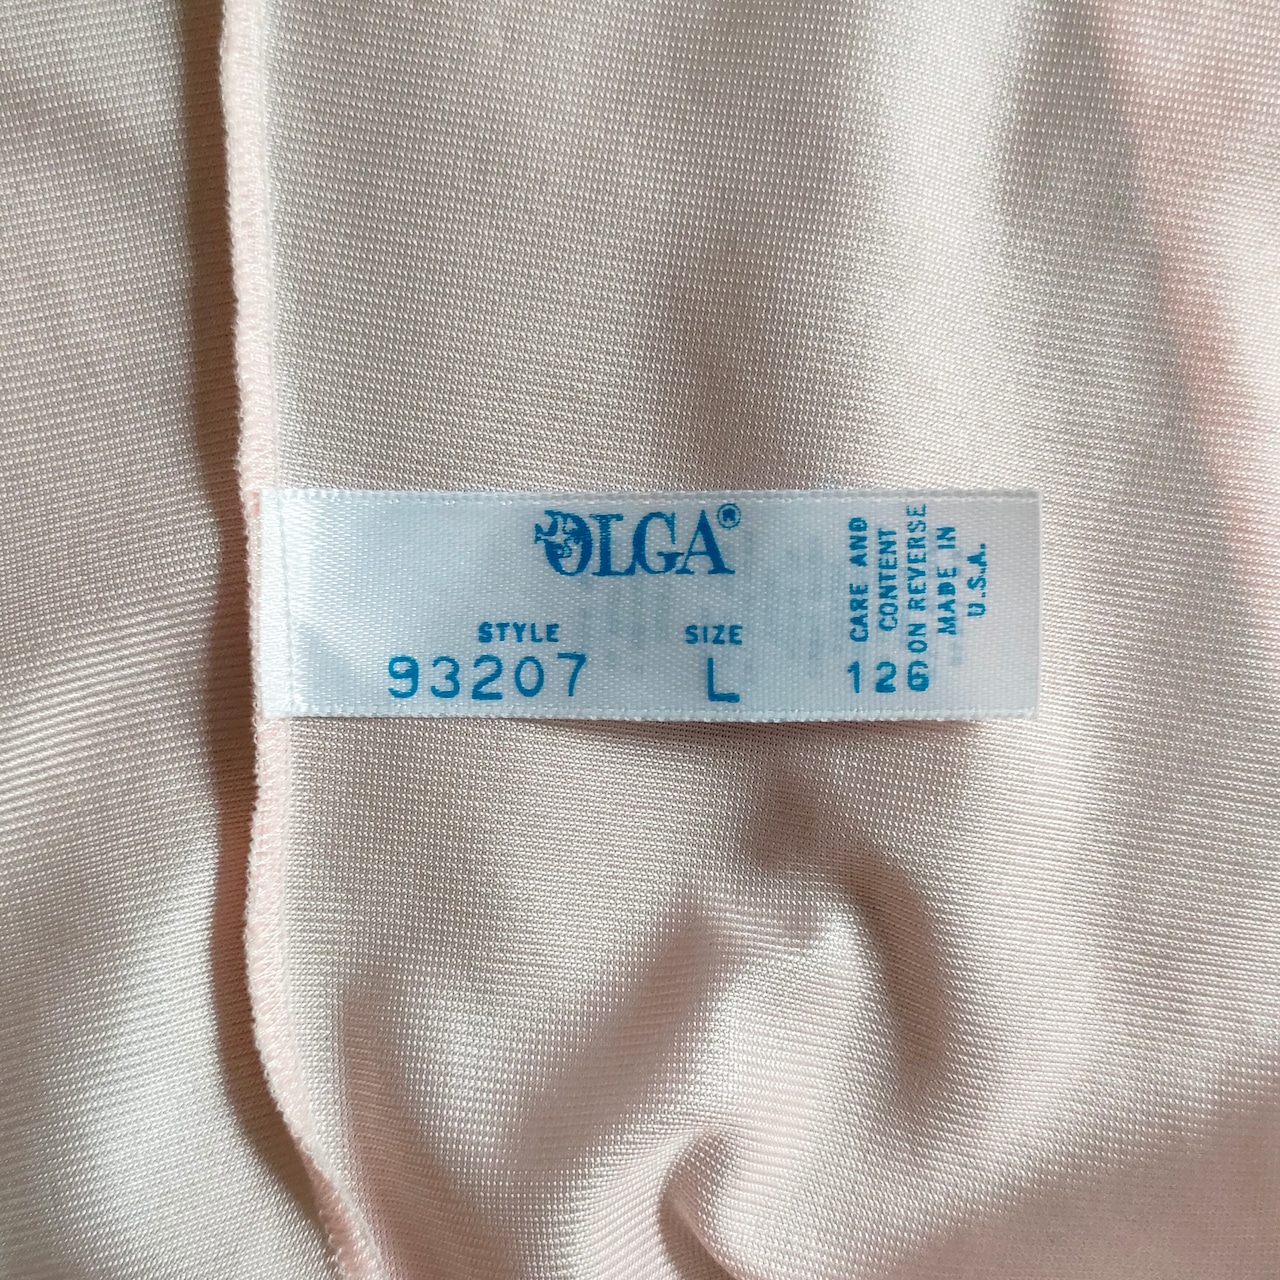 OLGA®
STYLE
93207
SIZE
L
CARE AND
CONTENT
ON REVERSE
MADE IN
U.S.A.
126